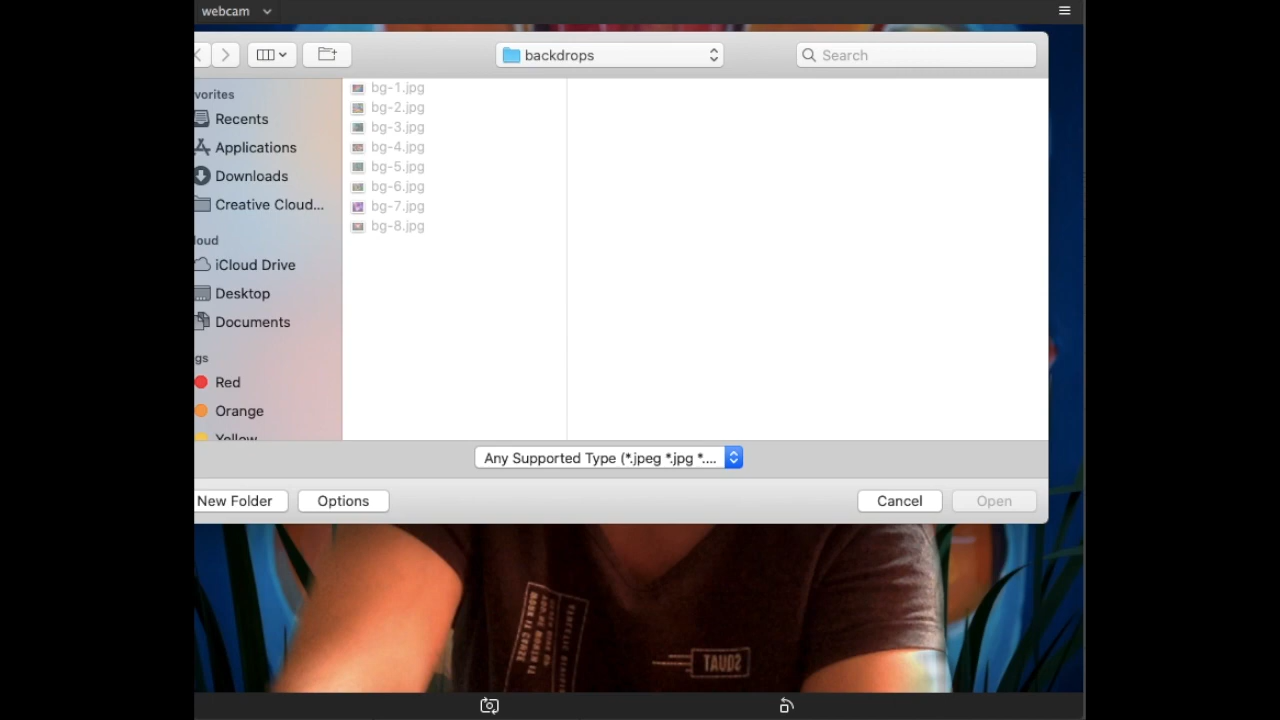 webcam
backdrops
Search
vorites
Recents
Applications
Downloads
Creative Cloud...
loud
iCloud Drive
Desktop
Documents
gs
Red
Orange
Yellow
bg-1.jpg
bg-2.jpg
bg-3.jpg
bg-4.jpg
bg-5.jpg
bg-6.jpg
bg-7.jpg
bg-8.jpg
Any Supported Type (*.jpeg *.jpg *....
New Folder
Options
Cancel
Open